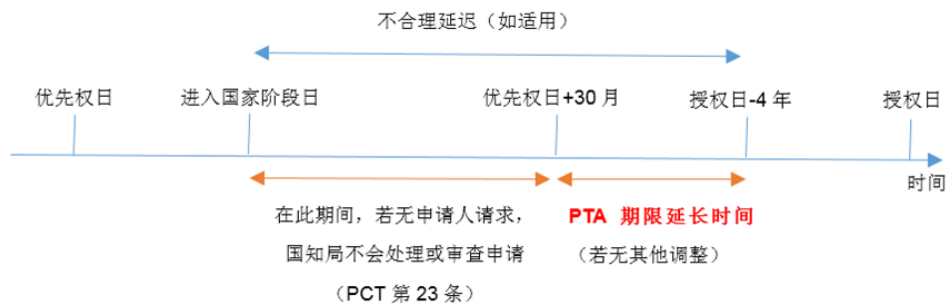 不合理延迟（如适用）
优先权日
进入国家阶段日
优先权日+30 月
授权日-4 年
授权日
时间
在此期间，若无申请人请求，
国知局不会处理或审查申请
（PCT 第 23 条）
PTA 期限延长时间
（若无其他调整）